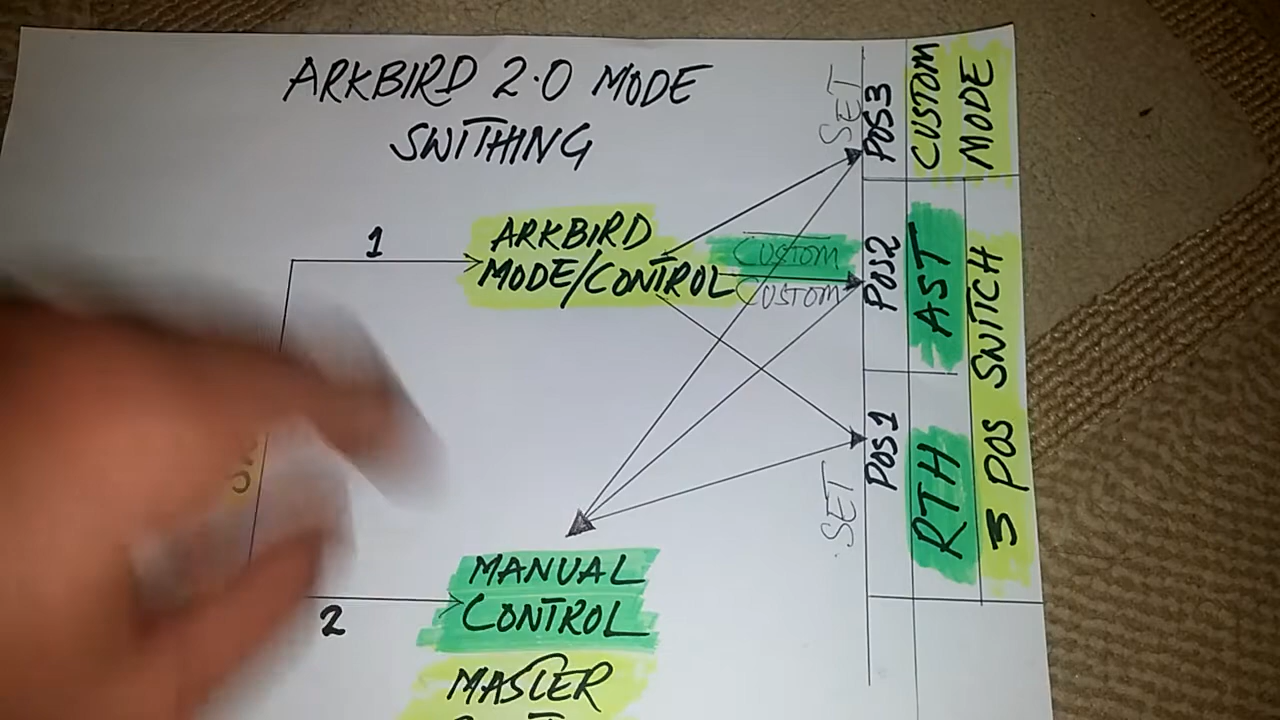 ARKBIRD 2.0 MODE
SWITHING
1
ARKBIRD
MODE/CONTROL
CUSTOM
CUSTOM
SET
POS3
CUSTOM
MODE
POS2
AST
SET
POS1
RTH
3 POS SWITCH
2
MANUAL
CONTROL
MASTER